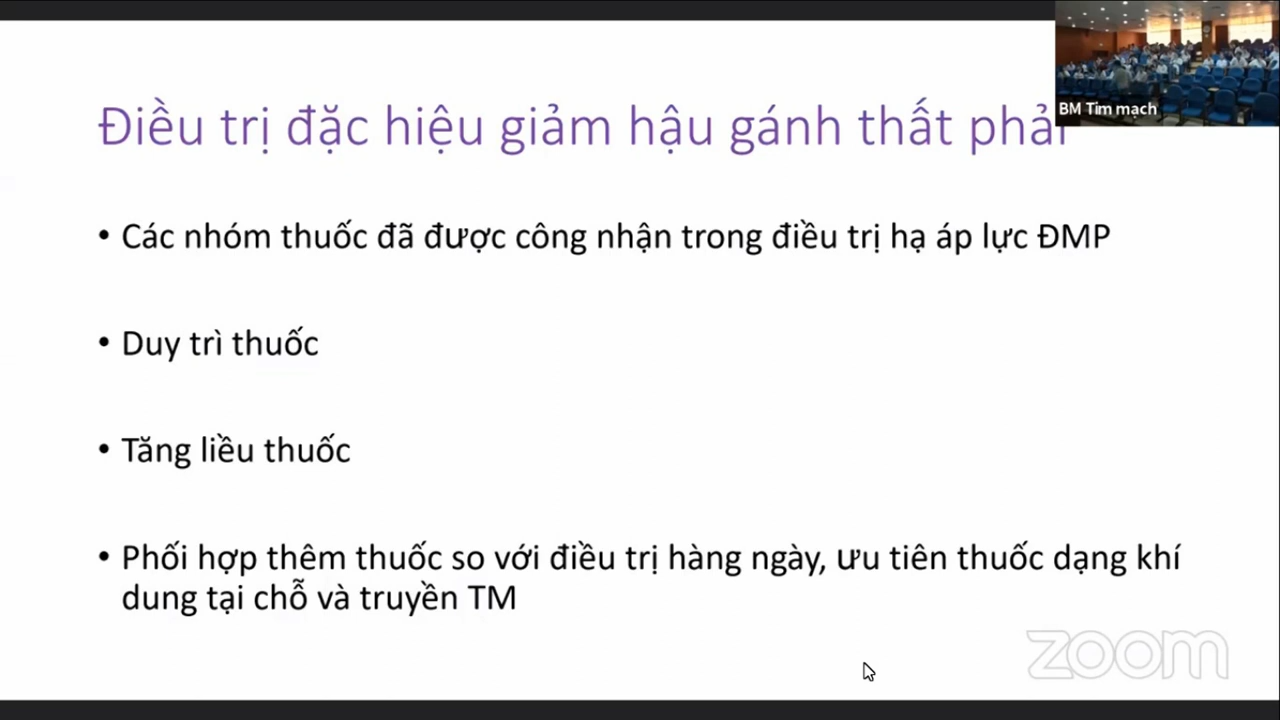 BM Tim mạch
Điều trị đặc hiệu giảm hậu gánh thất phải
• Các nhóm thuốc đã được công nhận trong điều trị hạ áp lực ĐMP
• Duy trì thuốc
• Tăng liều thuốc
• Phối hợp thêm thuốc so với điều trị hàng ngày, ưu tiên thuốc dạng khí
dung tại chỗ và truyền TM
zoom